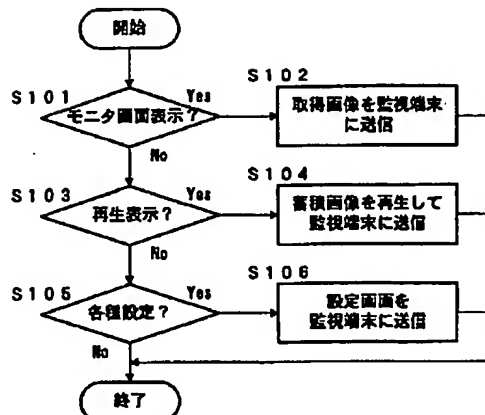 開始
S101
モニタ画面表示?
Yes
S102
取得画像を監視端末
に送信
No
S103
再生表示?
Yes
S104
蓄積画像を再生して
監視端末に送信
No
S105
各種設定?
Yes
S106
設定画面を
監視端末に送信
No
終了